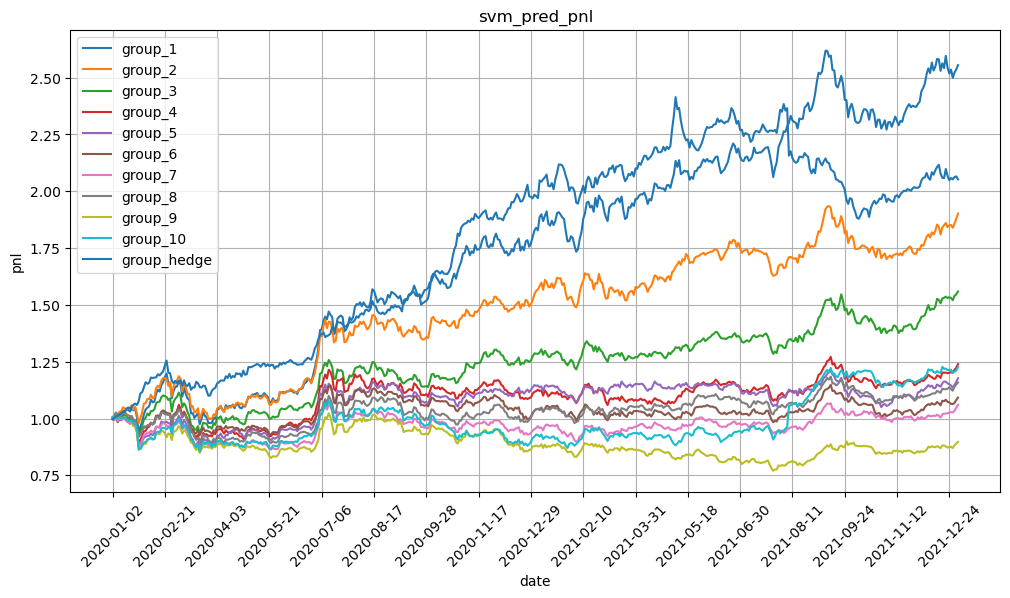 svm_pred_pnl
group_1
group_2
group_3
group_4
group_5
group_6
group_7
group_8
group_9
group_10
group_hedge
2.50
2.25
2.00
1.75
1.50
1.25
1.00
0.75
pnl
2020-01-02
2020-02-21
2020-04-03
2020-05-21
2020-07-06
2020-08-17
2020-09-28
2020-11-17
2020-12-29
2021-02-10
2021-03-31
2021-05-18
2021-06-30
2021-08-11
2021-09-24
2021-11-12
2021-12-24
date